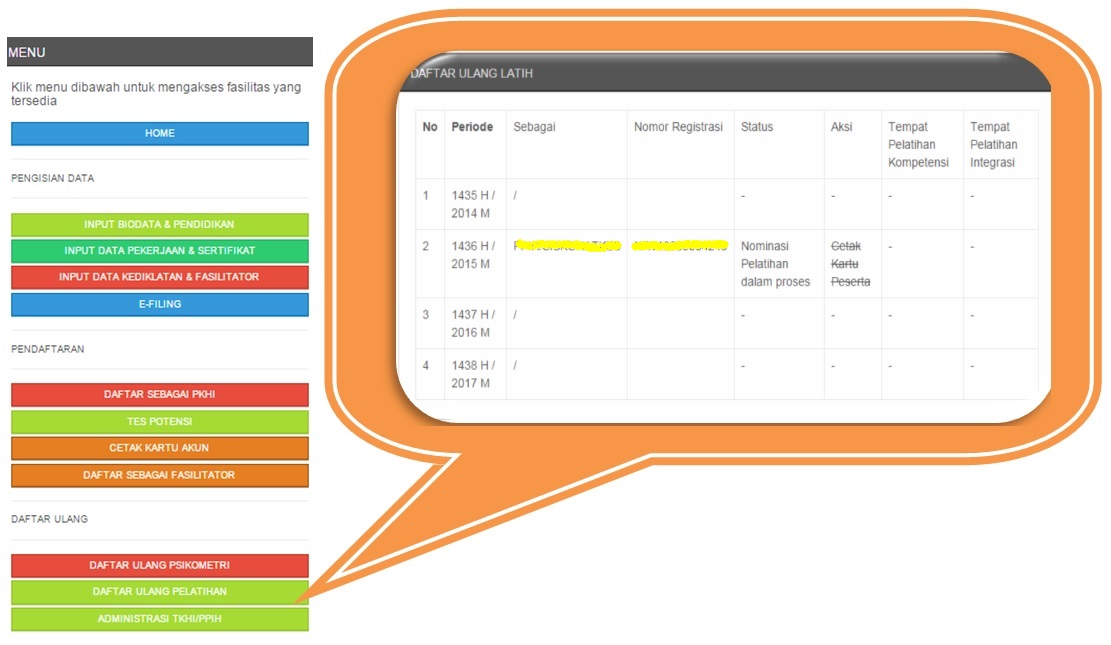 MENU
Klik menu dibawah untuk mengakses fasilitas yang
tersedia
HOME
PENGISIAN DATA
INPUT BIODATA & PENDIDIKAN
INPUT DATA PEKERJAAN & SERTIFIKAT
INPUT DATA KEDIKLATAN & FASILITATOR
E-FILING
PENDAFTARAN
DAFTAR SEBAGAI PKHI
TES POTENSI
CETAK KARTU AKUN
DAFTAR SEBAGAI FASILITATOR
DAFTAR ULANG
DAFTAR ULANG PSIKOMETRI
DAFTAR ULANG PELATIHAN
ADMINISTRASI TKHI/PPIH
DAFTAR ULANG LATIH
No Periode Sebagai Nomor Registrasi Status Aksi Tempat Pelatihan Kompetensi Tempat Pelatihan Integrasi
1 1435 H / 2014 M / - - - -
2 1436 H / 2015 M Nominasi Pelatihan dalam proses Cetak Kartu Peserta - -
3 1437 H / 2016 M / - - - -
4 1438 H / 2017 M / - - - -